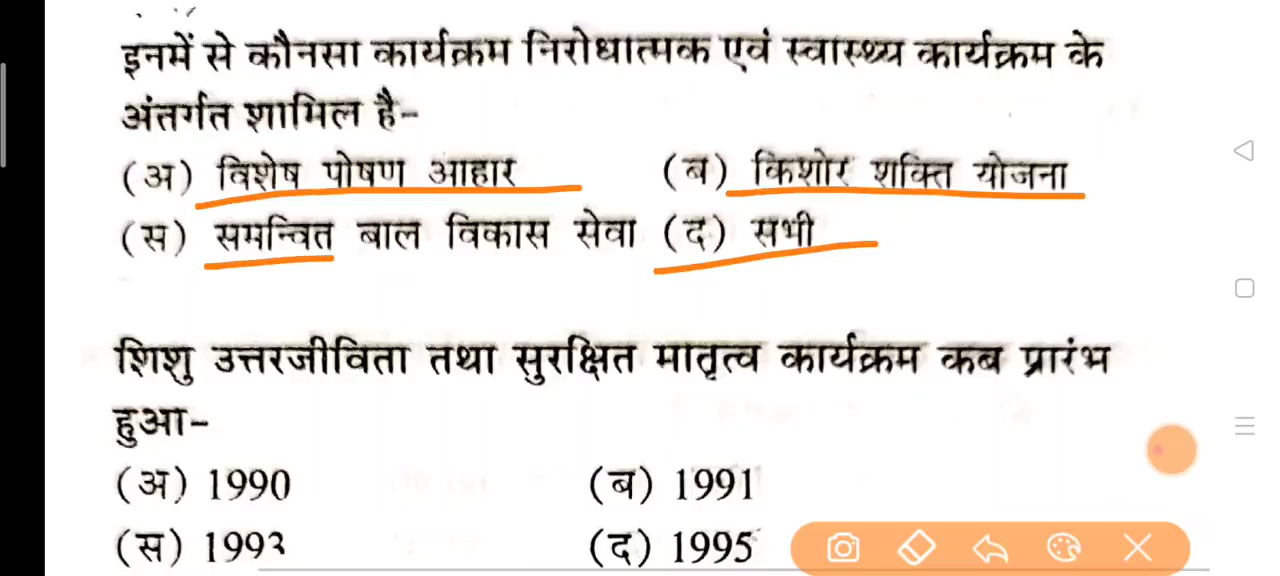 इनमें से कौनसा कार्यक्रम निरोधात्मक एवं स्वास्थ्य कार्यक्रम के
अंतर्गत शामिल है-
(अ) विशेष पोषण आहार (ब) किशोर शक्ति योजना
(स) समन्वित बाल विकास सेवा (द) सभी
शिशु उत्तरजीविता तथा सुरक्षित मातृत्व कार्यक्रम कब प्रारंभ
हुआ-
(अ) 1990 (ब) 1991
(स) 1992 (द) 1995